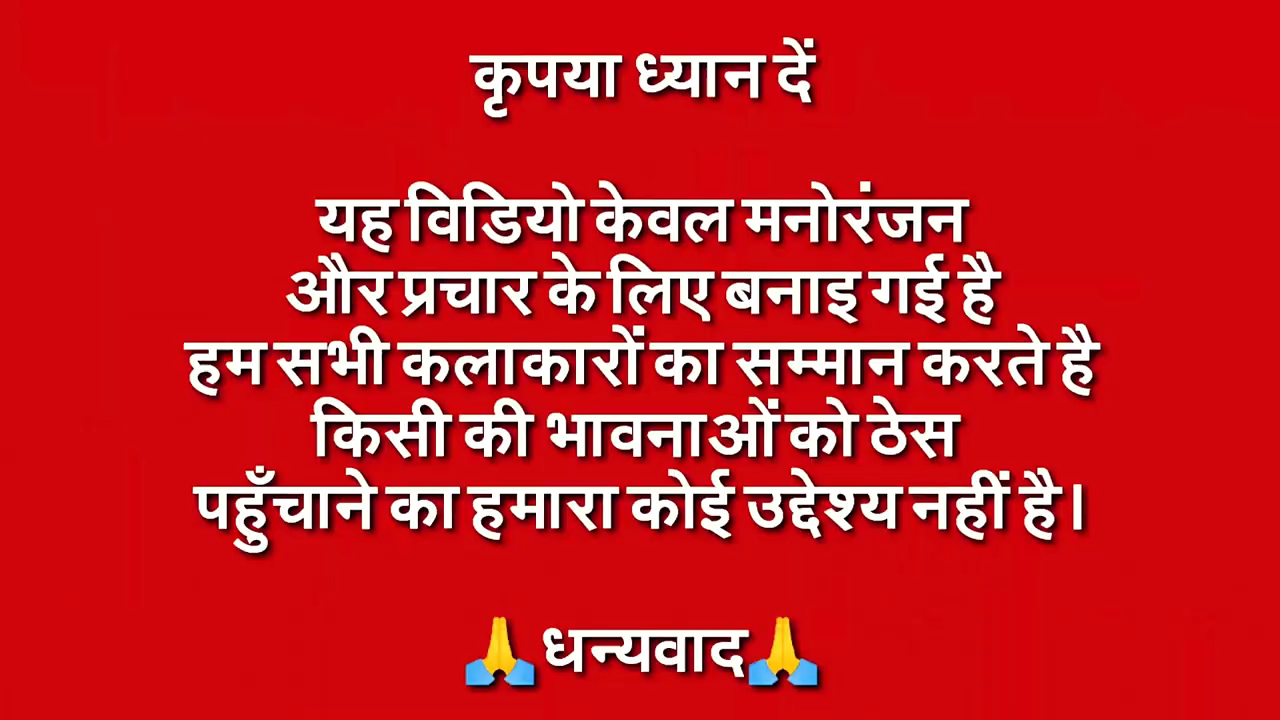 कृपया ध्यान दें
यह विडियो केवल मनोरंजन
और प्रचार के लिए बनाइ गई है
हम सभी कलाकारों का सम्मान करते है
किसी की भावनाओं को ठेस
पहुँचाने का हमारा कोई उद्देश्य नहीं है।
🙏धन्यवाद🙏